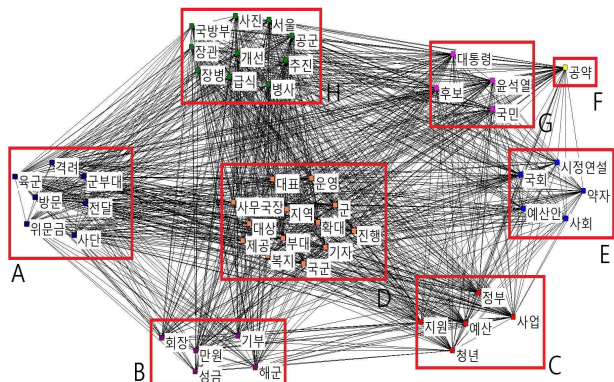 국방부
사진
서울
장관
공군
개선
장병
급식
추진
병사
H
대통령
후보
윤석열
국민
G
공약
F
격려
육군
군부대
방문
전달
위문금
사단
A
대표
운영
사무국장
지역
군
대상
확대
제공
부대
진행
복지
국군
기자
D
시정연설
국회
약자
예산안
사회
E
정부
지원
예산
사업
청년
C
회장
기부
만원
성금
해군
B